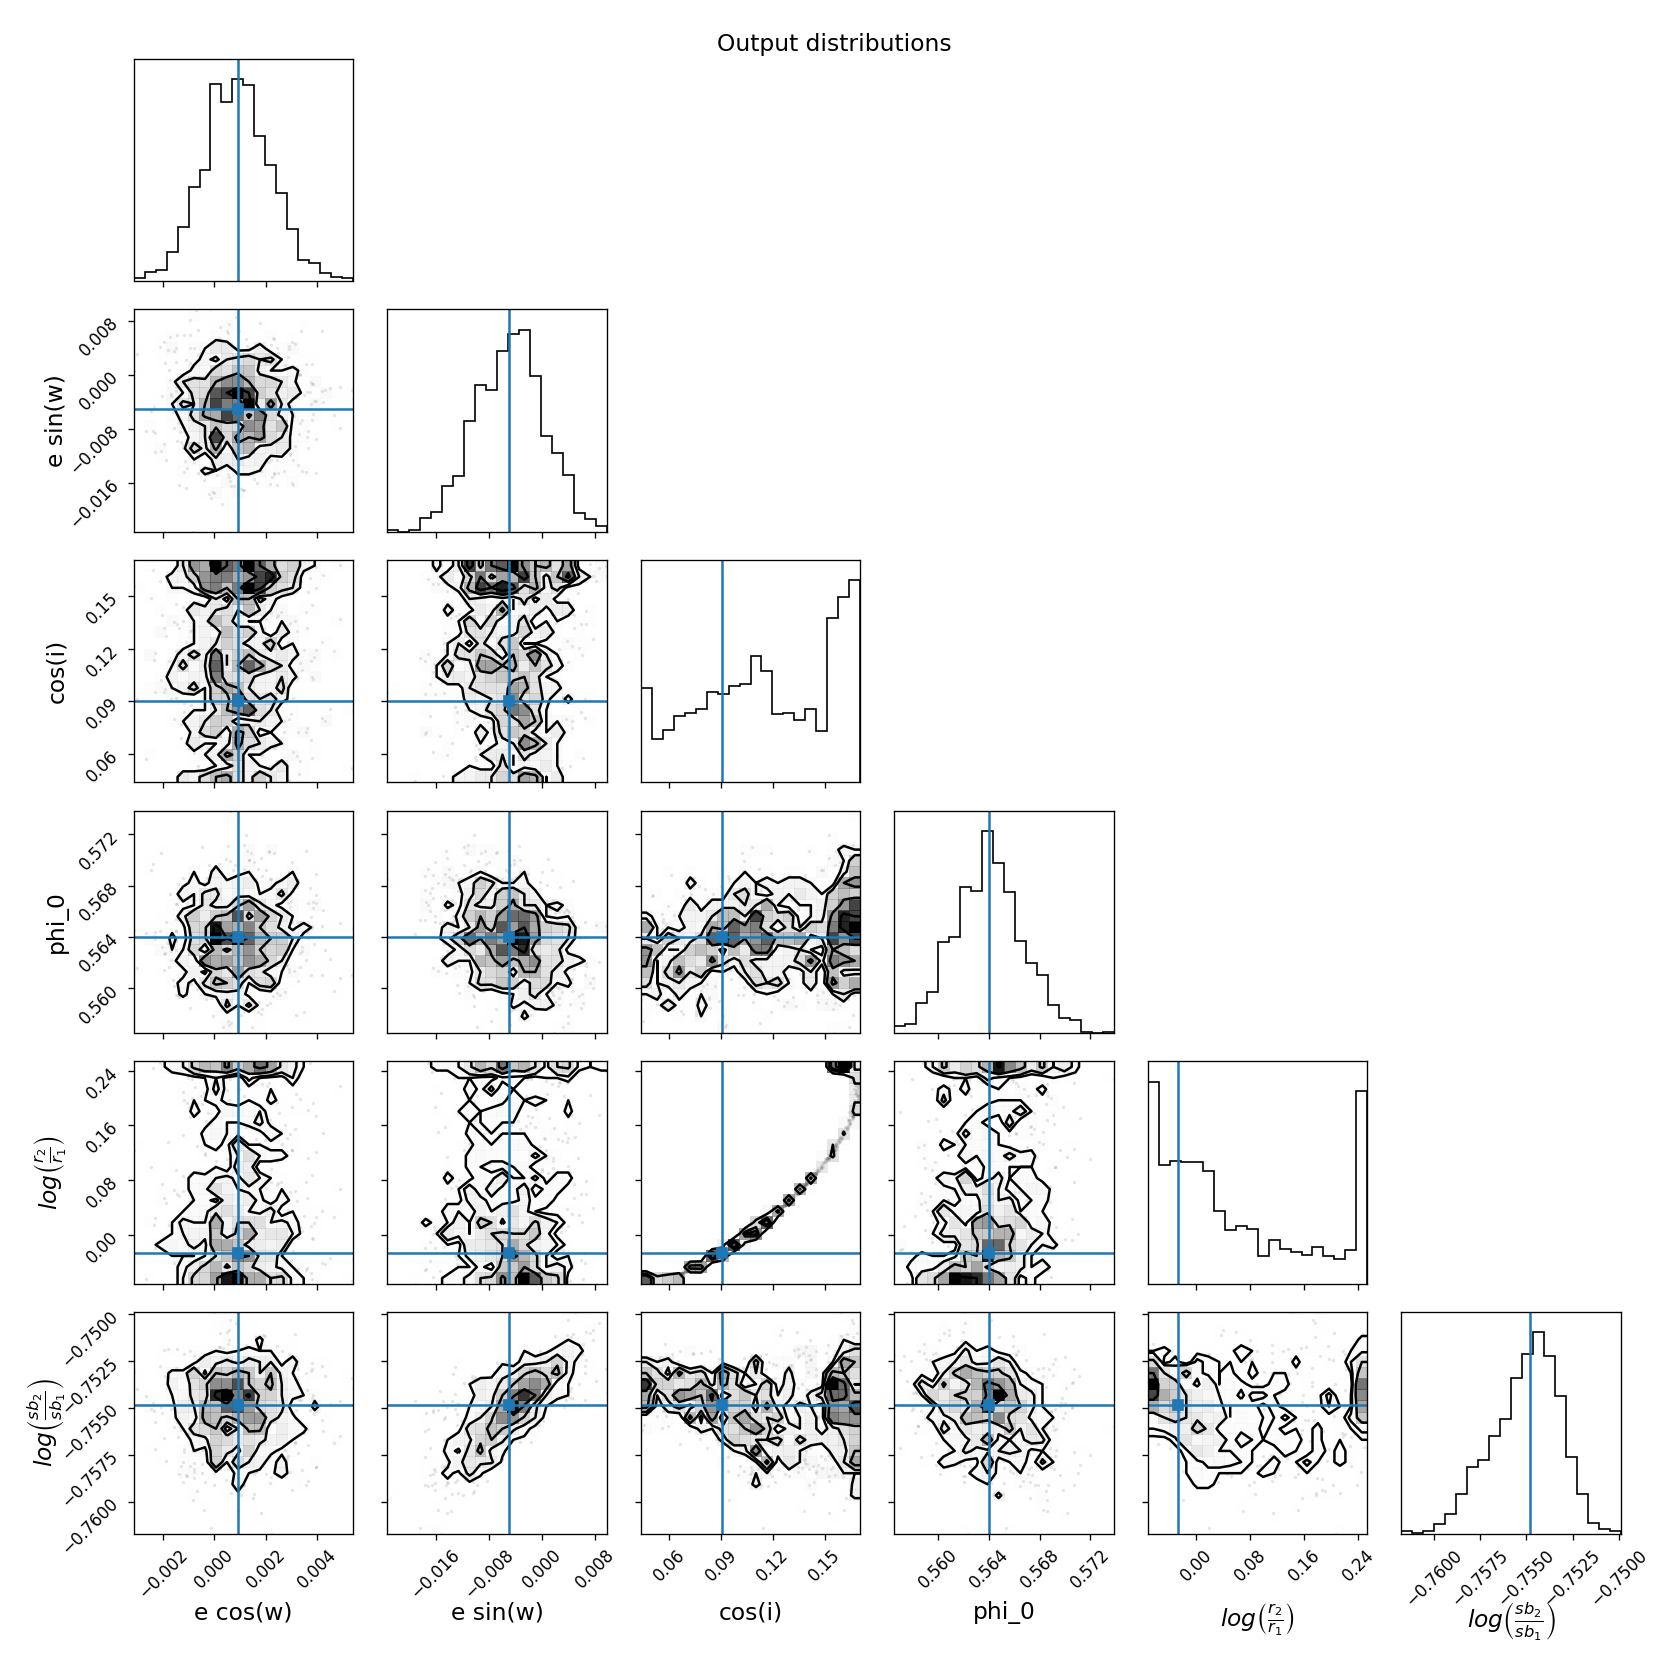 Output distributions
0.008
0.000
−0.008
−0.016
e sin(w)
0.15
0.12
0.09
0.06
cos(i)
0.572
0.568
0.564
0.560
phi_0
0.24
0.16
0.08
0.00
log(r₂/r₁)
−0.7500
−0.7525
−0.7550
−0.7575
−0.7600
log(sb₂/sb₁)
−0.002 0.000 0.002 0.004
−0.016 −0.008 0.000 0.008
0.06 0.09 0.12 0.15
0.560 0.564 0.568 0.572
0.00 0.08 0.16 0.24
−0.7600 −0.7575 −0.7550 −0.7525 −0.7500
e cos(w) e sin(w) cos(i) phi_0 log(r₂/r₁) log(sb₂/sb₁)